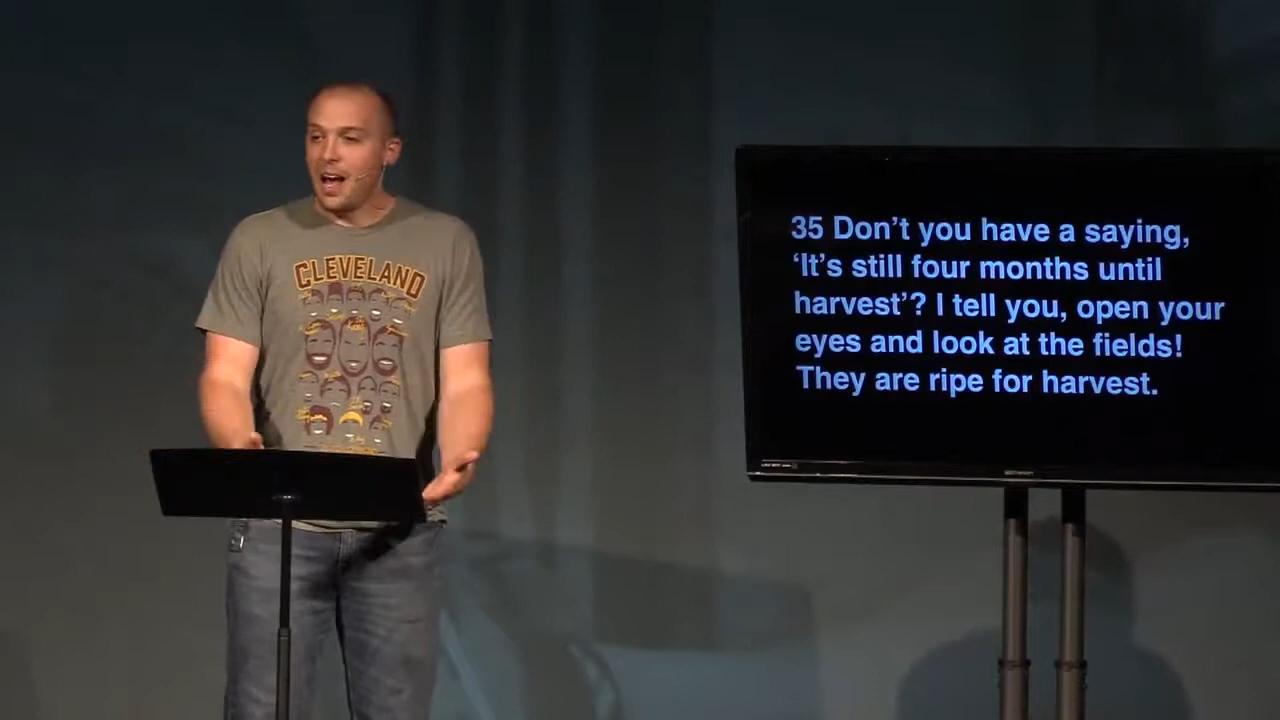 CLEVELAND
35 Don't you have a saying,
‘It's still four months until
harvest’? I tell you, open your
eyes and look at the fields!
They are ripe for harvest.